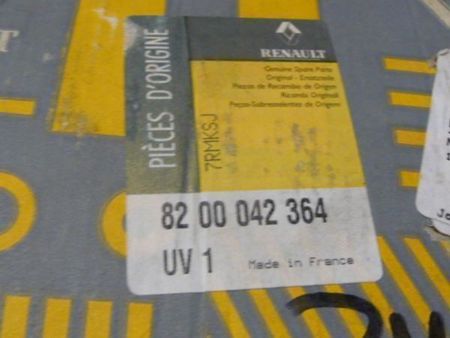 RENAULT
Genuine Spare Parts
Original - Ersatzteile
Piezas de Recambio de Origen
Ricambi Originali
Peças-Sobresselentes de Origem
PIÈCES D'ORIGINE
7RMKSJ
82 00 042 364
UV 1 Made in France